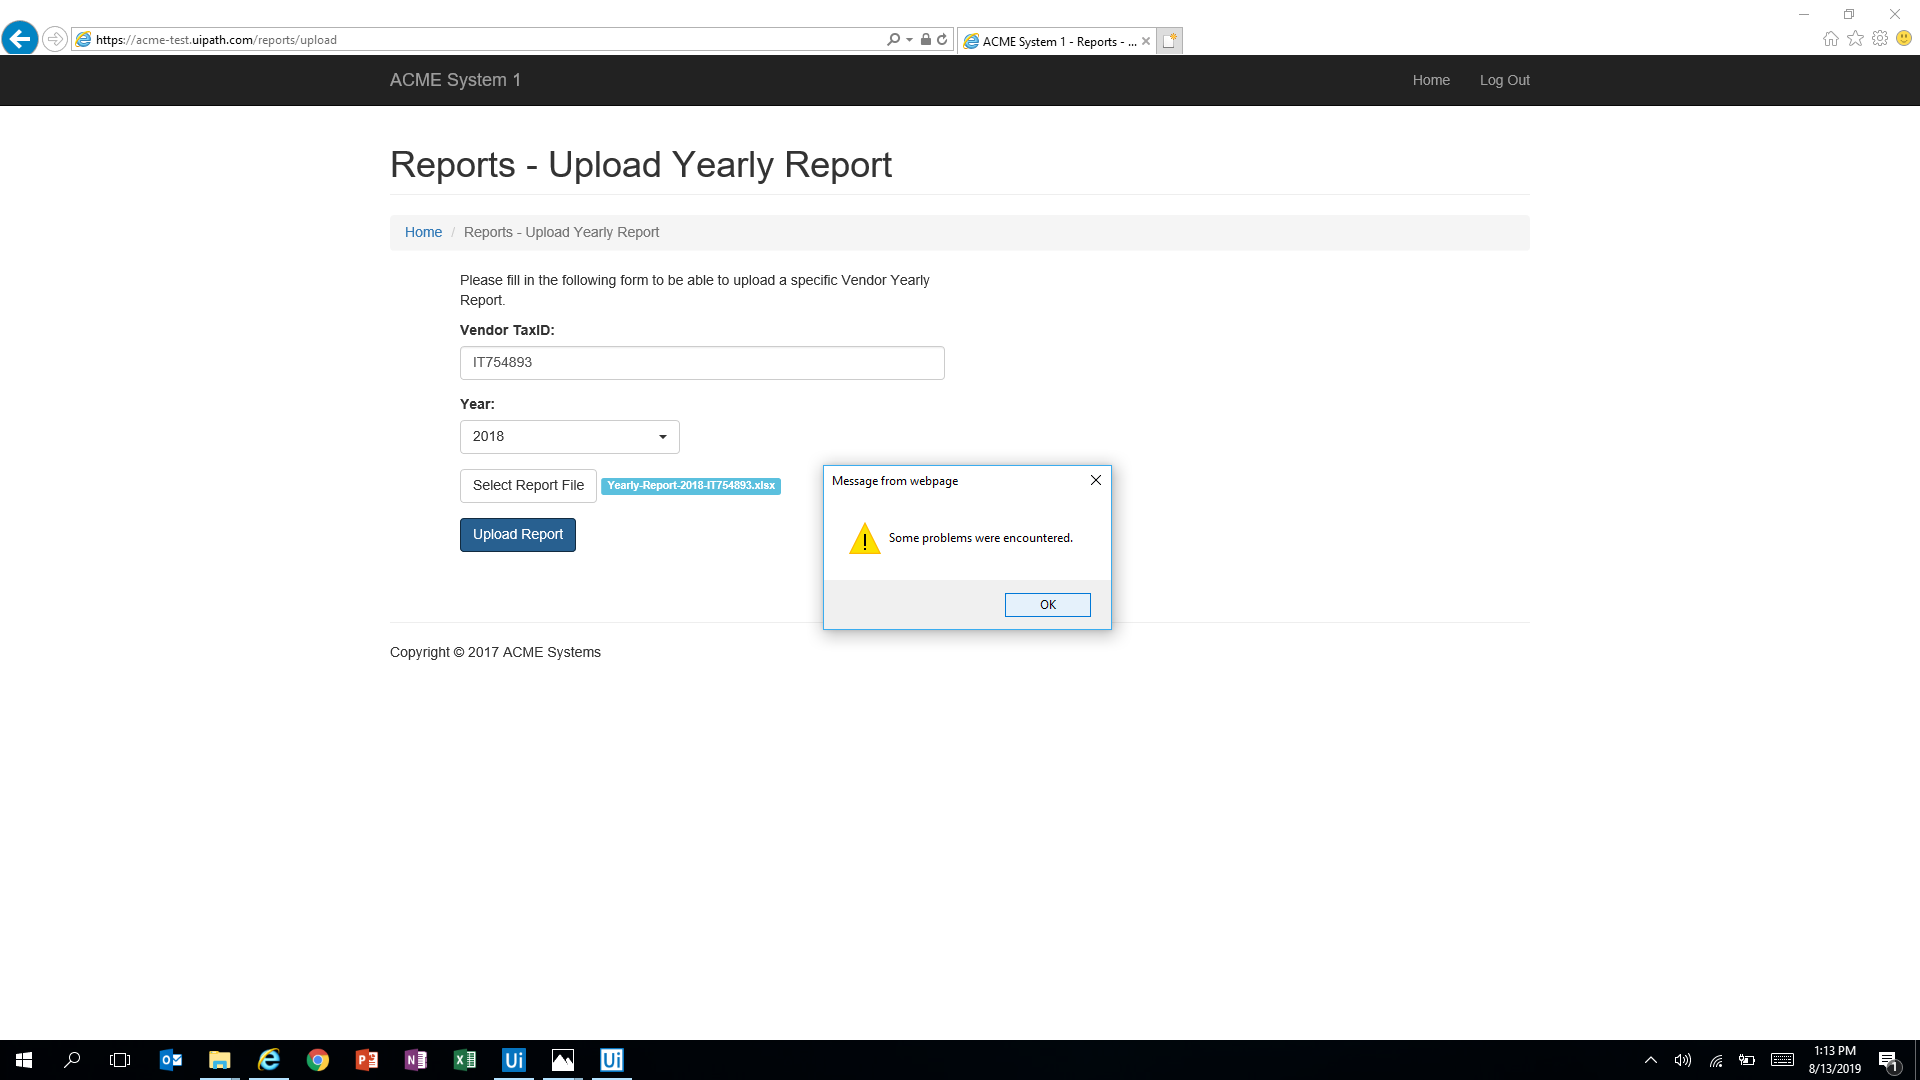 https://acme-test.uipath.com/reports/upload
ACME System 1 - Reports - ...
ACME System 1
Home
Log Out
Reports - Upload Yearly Report
Home / Reports - Upload Yearly Report
Please fill in the following form to be able to upload a specific Vendor Yearly
Report.
Vendor TaxID:
IT754893
Year:
2018
Select Report File
Yearly-Report-2018-IT754893.xlsx
Upload Report
Message from webpage
Some problems were encountered.
OK
Copyright © 2017 ACME Systems
Ui
Ui
1:13 PM
8/13/2019
1